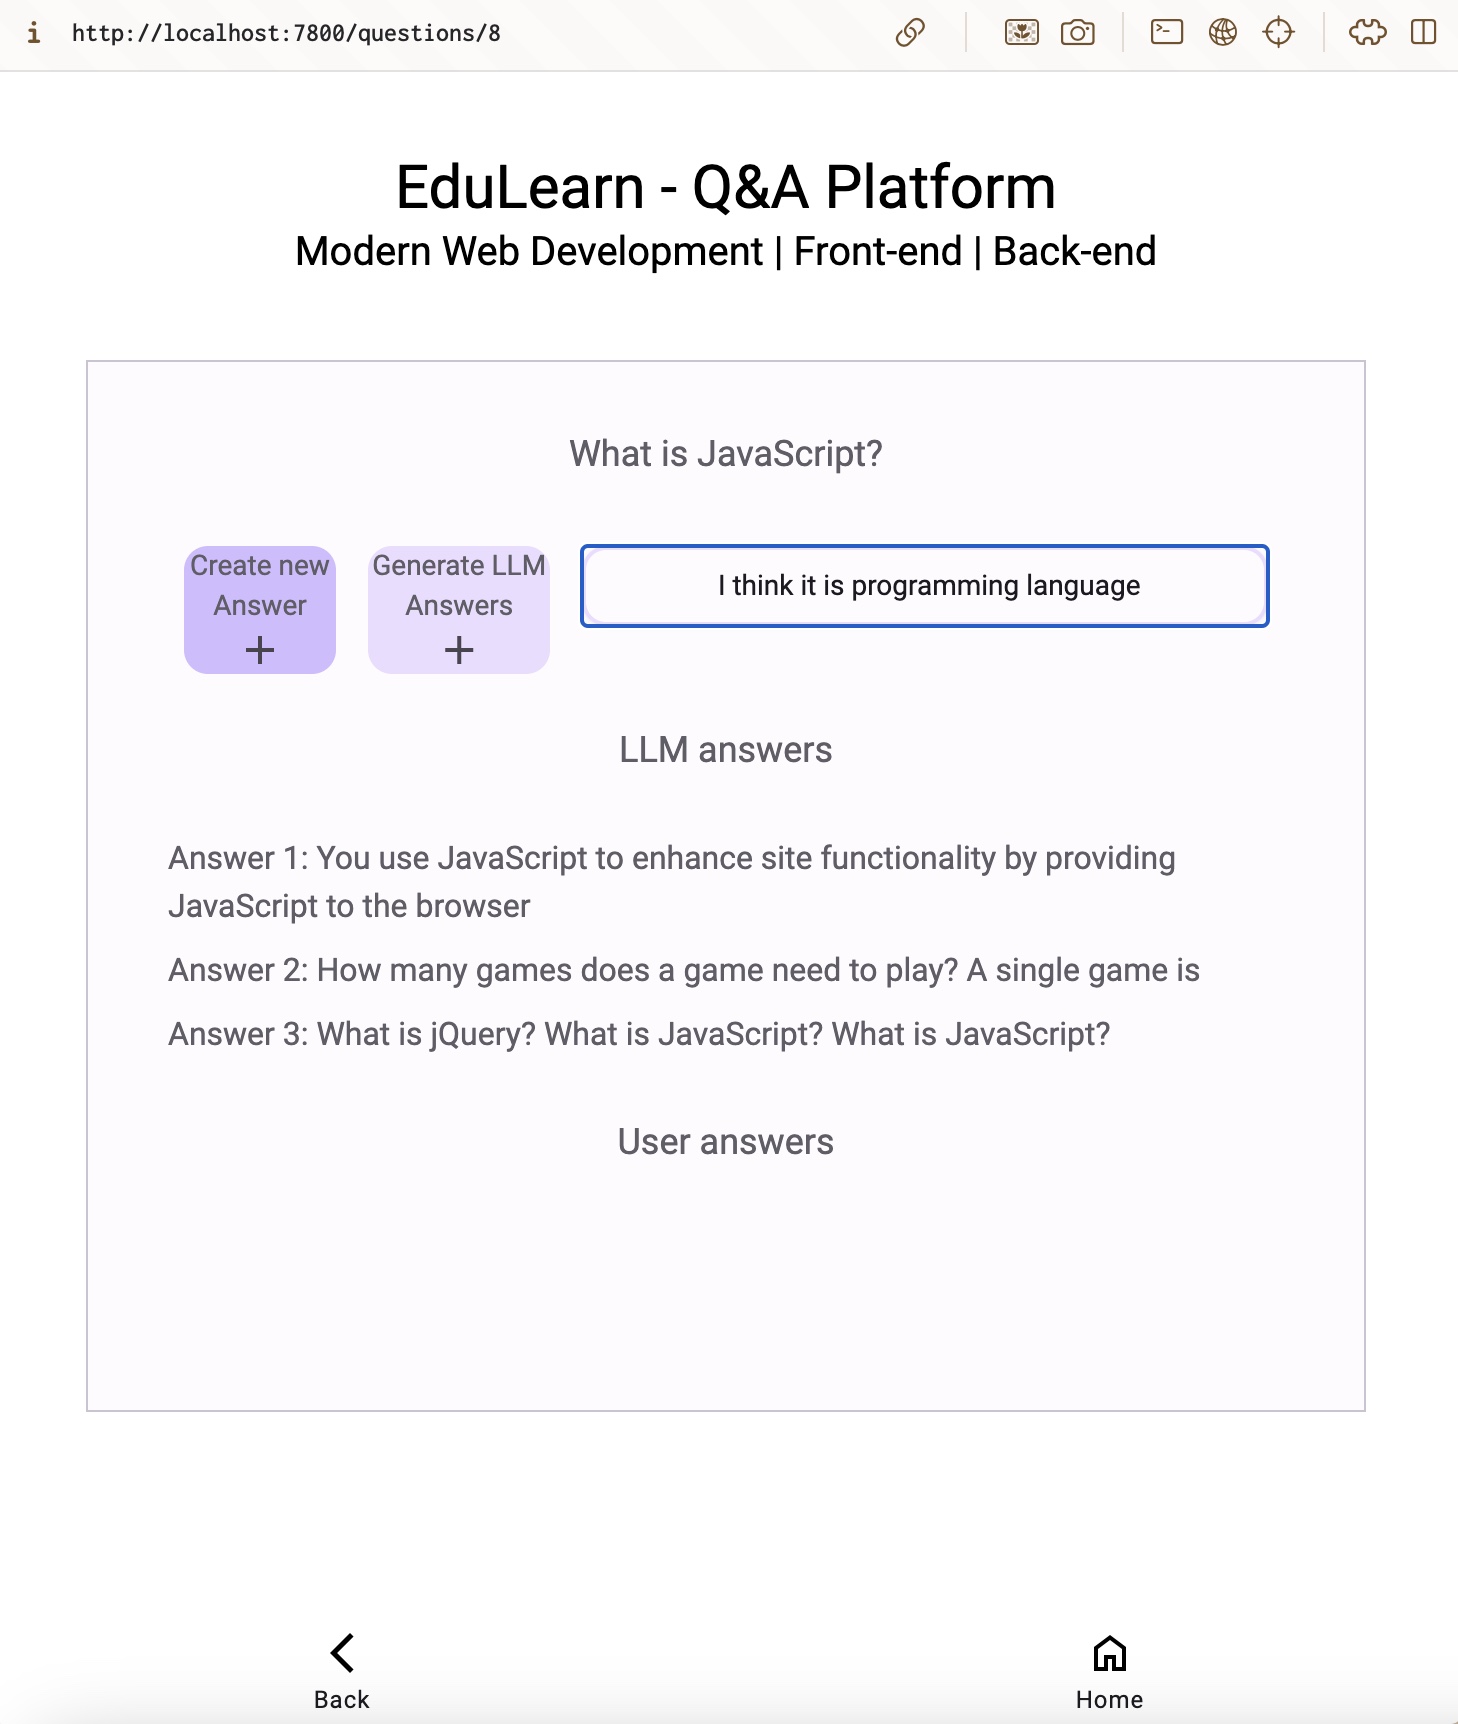 http://localhost:7800/questions/8
EduLearn - Q&A Platform
Modern Web Development | Front-end | Back-end
What is JavaScript?
Create new
Answer
Generate LLM
Answers
I think it is programming language
LLM answers
Answer 1: You use JavaScript to enhance site functionality by providing
JavaScript to the browser
Answer 2: How many games does a game need to play? A single game is
Answer 3: What is jQuery? What is JavaScript? What is JavaScript?
User answers
Back
Home